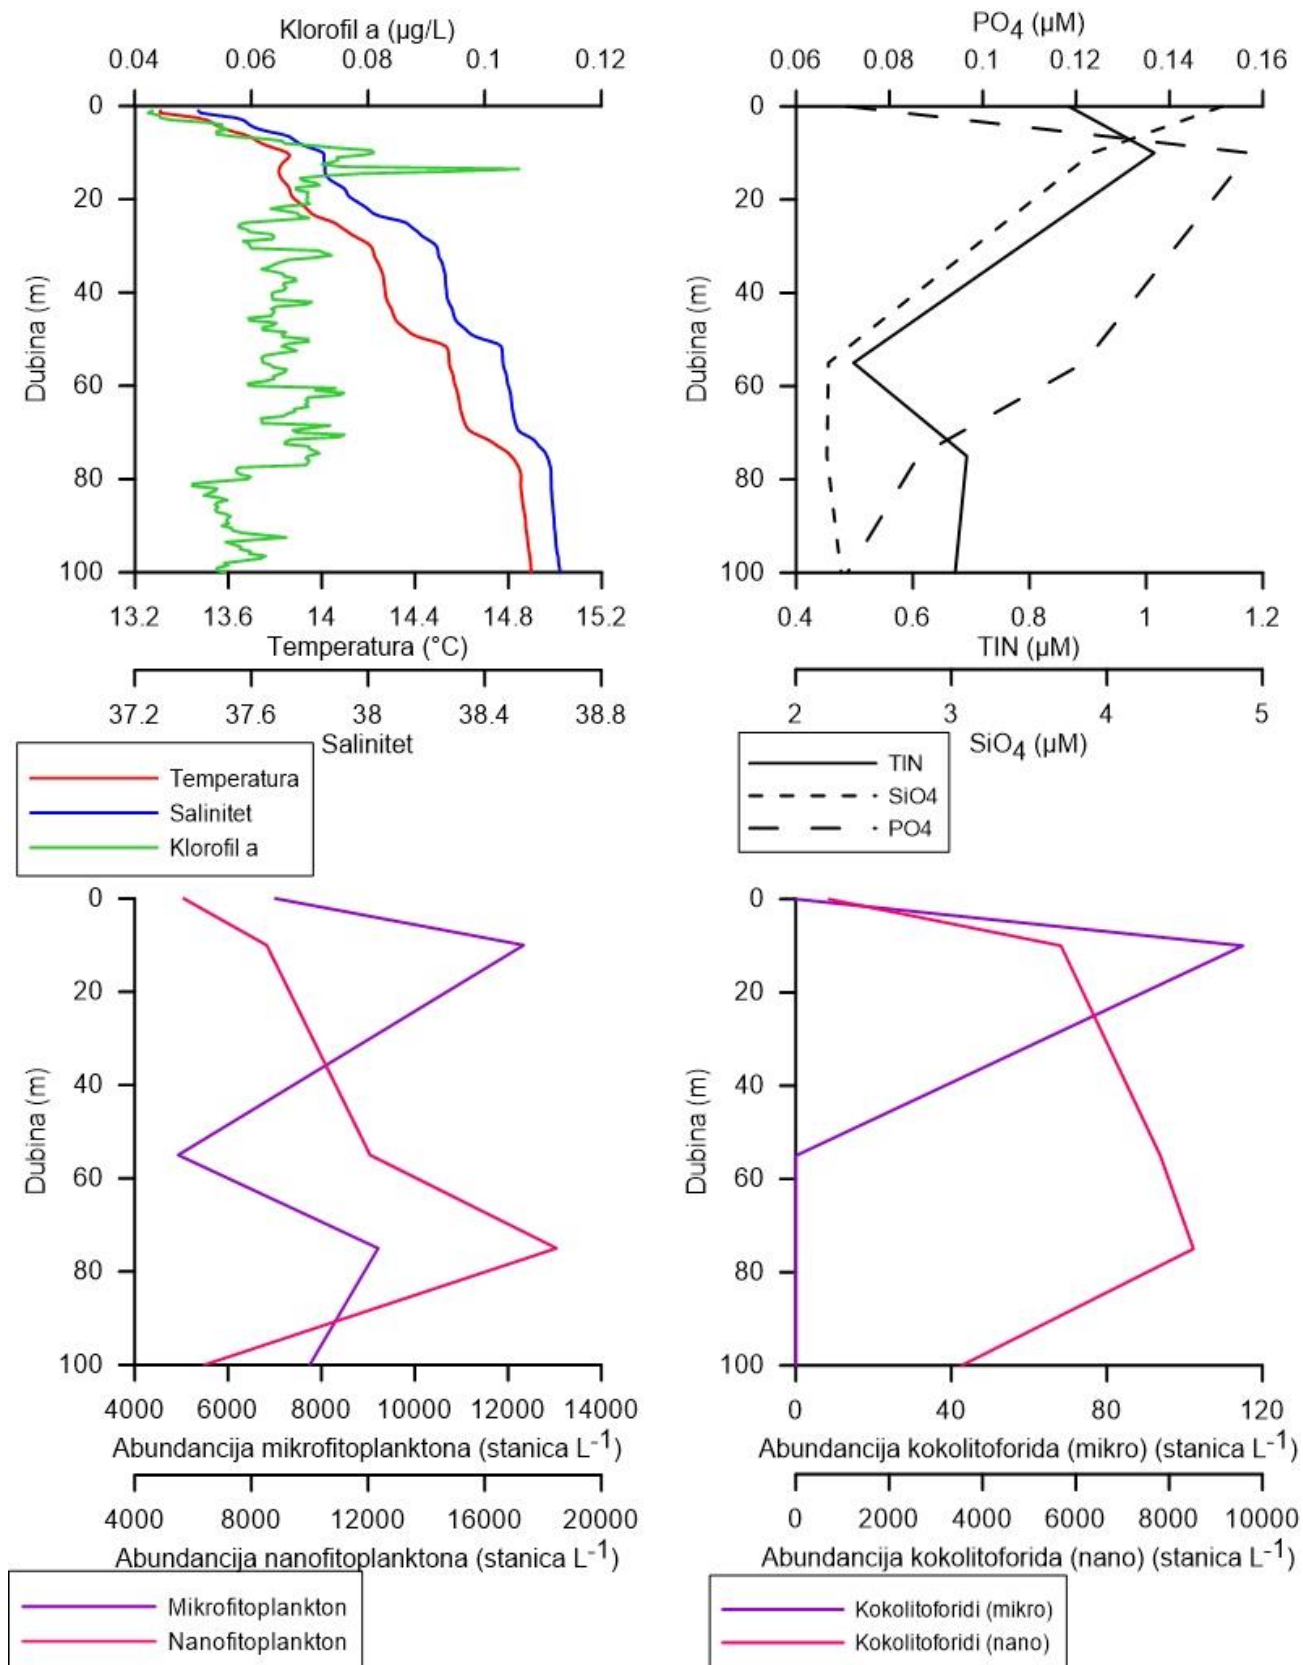 Klorofil a (µg/L)
0.04 0.06 0.08 0.1 0.12
0
20
40
60
80
100
Dubina (m)
13.2 13.6 14 14.4 14.8 15.2
Temperatura (°C)
37.2 37.6 38 38.4 38.8
Salinitet
Temperatura
Salinitet
Klorofil a
PO4 (µM)
0.06 0.08 0.1 0.12 0.14 0.16
0
20
40
60
80
100
Dubina (m)
0.4 0.6 0.8 1 1.2
TIN (µM)
2 3 4 5
SiO4 (µM)
TIN
SiO4
PO4
0
20
40
60
80
100
Dubina (m)
4000 6000 8000 10000 12000 14000
Abundancija mikrofitoplanktona (stanica L-1)
4000 8000 12000 16000 20000
Abundancija nanofitoplanktona (stanica L-1)
Mikrofitoplankton
Nanofitoplankton
0
20
40
60
80
100
Dubina (m)
0 40 80 120
Abundancija kokolitoforida (mikro) (stanica L-1)
0 2000 4000 6000 8000 10000
Abundancija kokolitoforida (nano) (stanica L-1)
Kokolitoforidi (mikro)
Kokolitoforidi (nano)